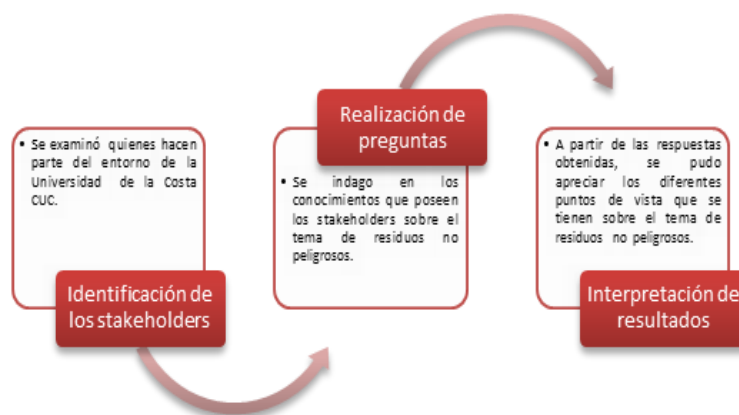 • Se examinó quienes hacen
parte del entorno de la
Universidad de la Costa
CUC.
Identificación de
los stakeholders
Realización de
preguntas
• Se indago en los
conocimientos que poseen
los stakeholders sobre el
tema de residuos no
peligrosos.
• A partir de las respuestas
obtenidas, se pudo
apreciar los diferentes
puntos de vista que se
tienen sobre el tema de
residuos no peligrosos.
Interpretación de
resultados